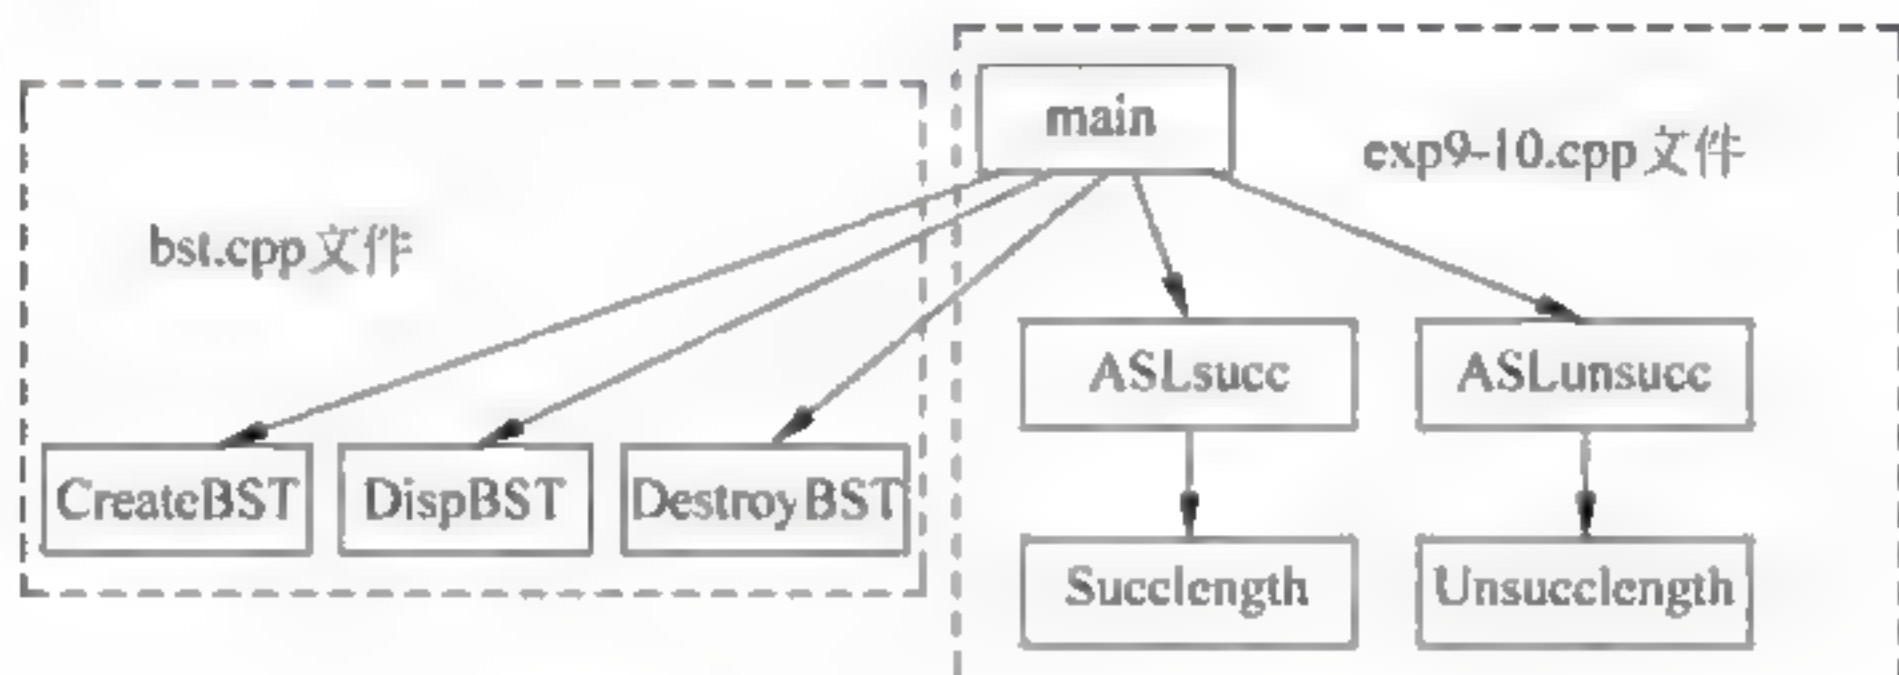 main
exp9-10.cpp文件
bst.cpp文件
ASLsucc
ASLunsucc
CreateBST
DispBST
DestroyBST
Succlength
Unsucclength